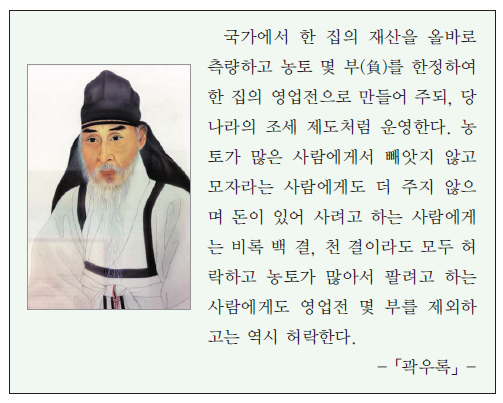 국가에서 한 집의 재산을 올바로
측량하고 농토 몇 부(負)를 한정하여
한 집의 영업전으로 만들어 주되, 당
나라의 조세 제도처럼 운영한다. 농
토가 많은 사람에게서 빼앗지 않고
모자라는 사람에게도 더 주지 않으
며 돈이 있어 사려고 하는 사람에게
는 비록 백 결, 천 결이라도 모두 허
락하고 농토가 많아서 팔려고 하는
사람에게도 영업전 몇 부를 제외하
고는 역시 허락한다.
－「곽우록」－